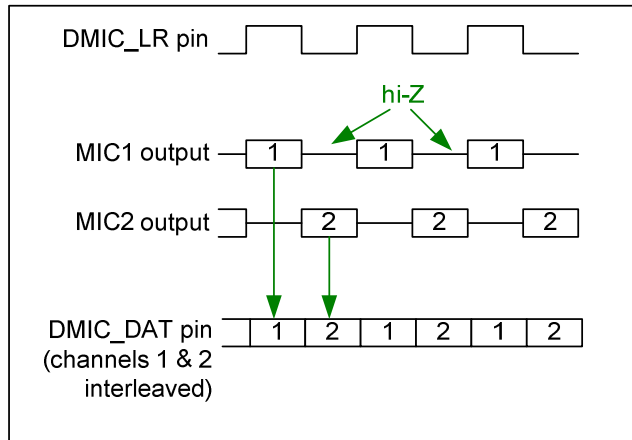 DMIC_LR pin
hi-Z
MIC1 output
1 1 1
MIC2 output
2 2 2
DMIC_DAT pin
1 2 1 2 1 2
(channels 1 & 2
interleaved)